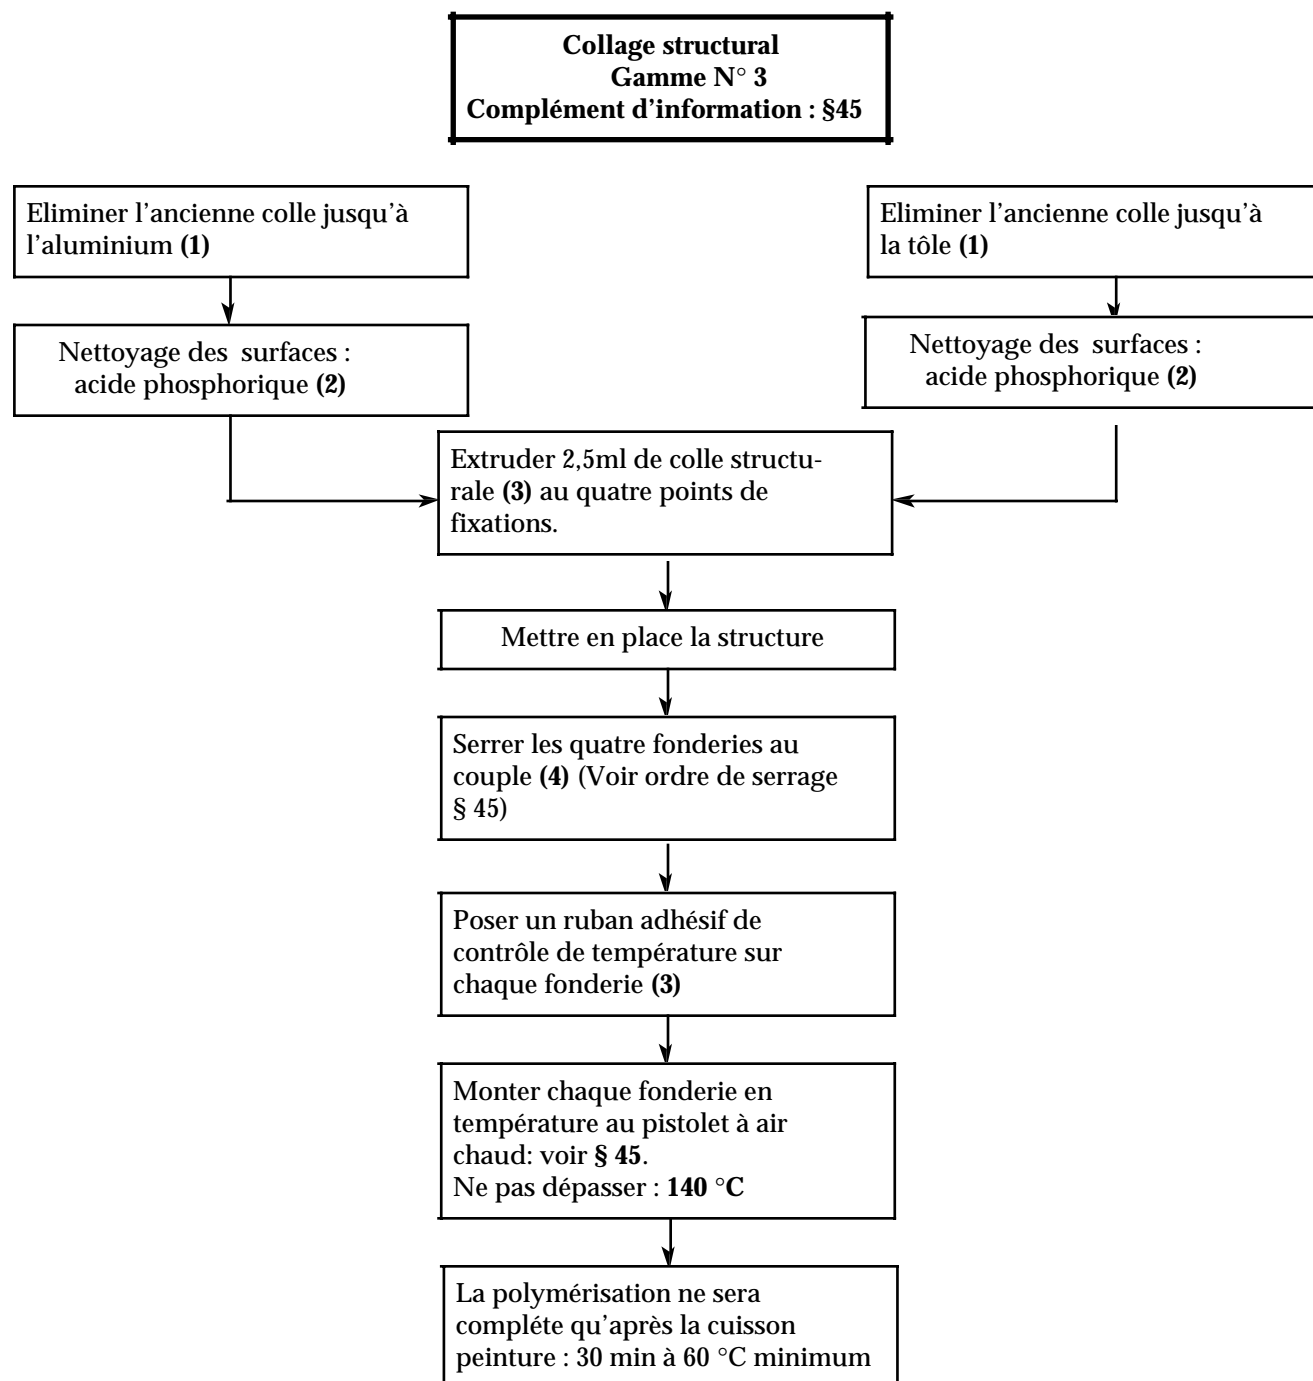 Collage structural
Gamme N° 3
Complément d'information : §45
Eliminer l'ancienne colle jusqu'à
l'aluminium (1)
Eliminer l'ancienne colle jusqu'à
la tôle (1)
Nettoyage des surfaces :
acide phosphorique (2)
Nettoyage des surfaces :
acide phosphorique (2)
Extruder 2,5ml de colle structu-
rale (3) au quatre points de
fixations.
Mettre en place la structure
Serrer les quatre fonderies au
couple (4) (Voir ordre de serrage
§ 45)
Poser un ruban adhésif de
contrôle de température sur
chaque fonderie (3)
Monter chaque fonderie en
température au pistolet à air
chaud: voir § 45.
Ne pas dépasser : 140 °C
La polymérisation ne sera
compléte qu'après la cuisson
peinture : 30 min à 60 °C minimum